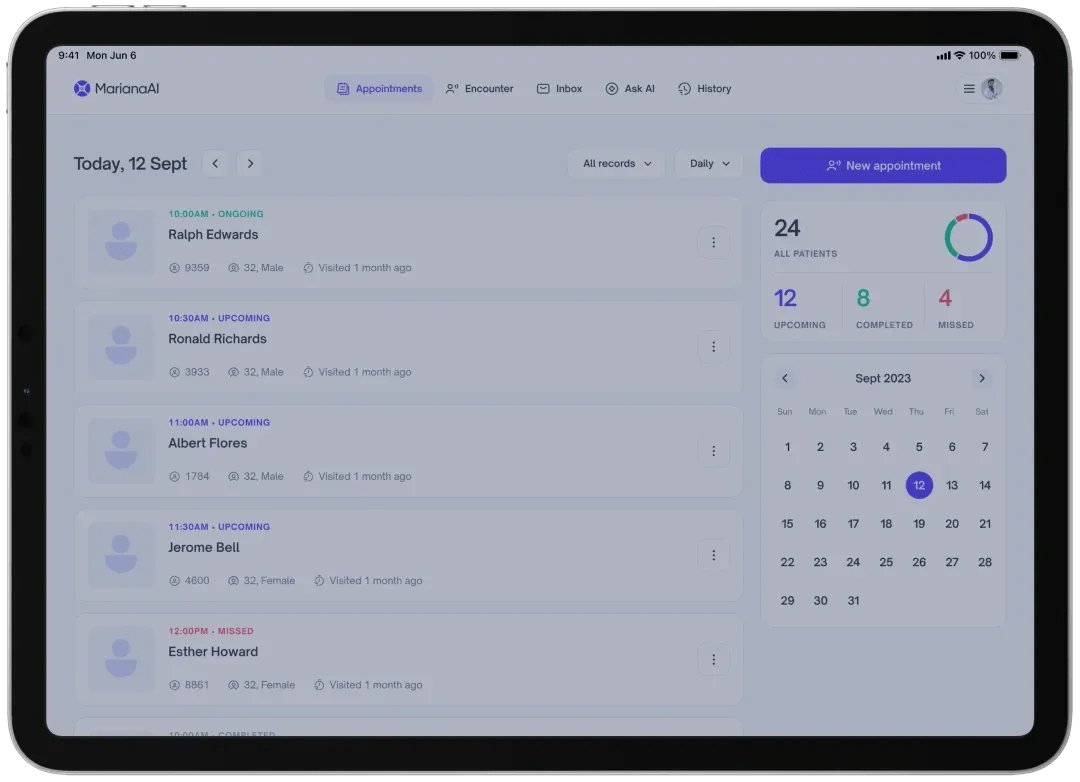 9:41 Mon Jun 6 100%
MarianaAI Appointments Encounter Inbox Ask AI History
Today, 12 Sept All records Daily New appointment
10:00AM • ONGOING
Ralph Edwards
9359 32, Male Visited 1 month ago
10:30AM • UPCOMING
Ronald Richards
3933 32, Male Visited 1 month ago
11:00AM • UPCOMING
Albert Flores
1784 32, Male Visited 1 month ago
11:30AM • UPCOMING
Jerome Bell
4600 32, Female Visited 1 month ago
12:00PM • MISSED
Esther Howard
8861 32, Female Visited 1 month ago
10:00AM • COMPLETED
24
ALL PATIENTS
12 8 4
UPCOMING COMPLETED MISSED
Sept 2023
Sun Mon Tue Wed Thu Fri Sat
1 2 3 4 5 6 7
8 9 10 11 12 13 14
15 16 17 18 19 20 21
22 23 24 25 26 27 28
29 30 31